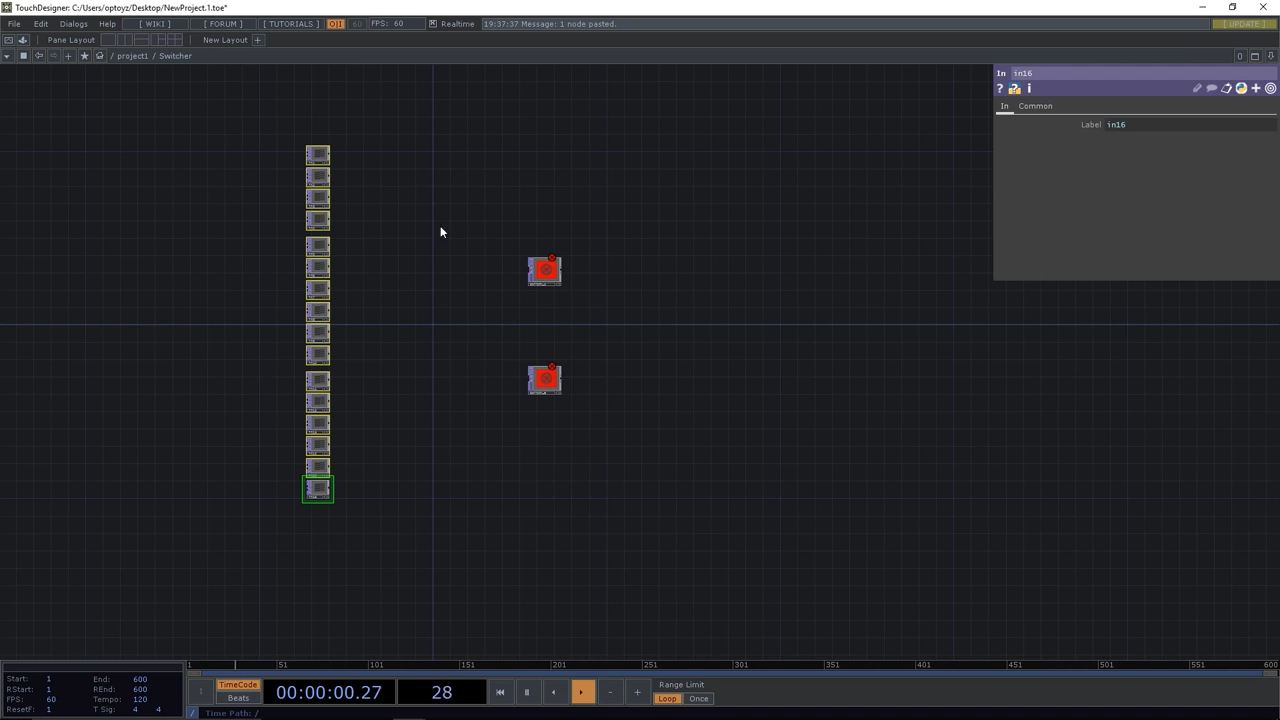 TouchDesigner: C:/Users/optoyz/Desktop/NewProject.1.toe*
File Edit Dialogs Help [ WIKI ] [ FORUM ] [ TUTORIALS ] O|I 60 FPS: 60 Realtime 19:37:37 Message: 1 node pasted. [ UPDATE ]
Pane Layout New Layout +
/ project1 / Switcher 0
In in16
? i
In Common
Label in16
1 51 101 151 201 251 301 351 401 451 501 551 600
Start: 1 End: 600
RStart: 1 REnd: 600
FPS: 60 Tempo: 120
ResetF: 1 T Sig: 4 4
TimeCode
Beats
00:00:00.27 28
Range Limit
Loop Once
/ Time Path: /